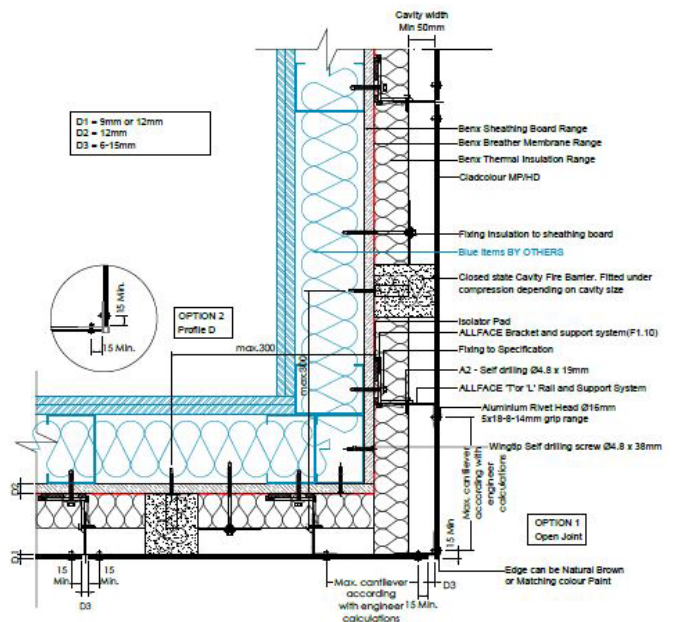 Cavity width
Min 50mm
D1 = 9mm or 12mm
D2 = 12mm
D3 = 6-15mm
Benx Sheathing Board Range
Benx Breather Membrane Range
Benx Thermal Insulation Range
Cladcolour MP/HD
Fixing Insulation to sheathing board
Blue Items BY OTHERS
Closed state Cavity Fire Barrier. Fitted under
compression depending on cavity size
15 Min.
15 Min.
OPTION 2
Profile D
max.300
max.300
Isolator Pad
ALLFACE Bracket and support system(F1.10)
Fixing to Specification
A2 - Self drilling Ø4.8 x 19mm
ALLFACE 'T'or 'L' Rail and Support System
Aluminium Rivet Head Ø16mm
5x18-8-14mm grip range
Wingtip Self drilling screw Ø4.8 x 38mm
Max. cantilever
according with
engineer
calculations
15 Min
OPTION 1
Open Joint
D2
D1
15
Min.
15
Min.
D3
Max. cantilever
according
with engineer
calculations
15
Min.
D3
Edge can be Natural Brown
or Matching colour Paint